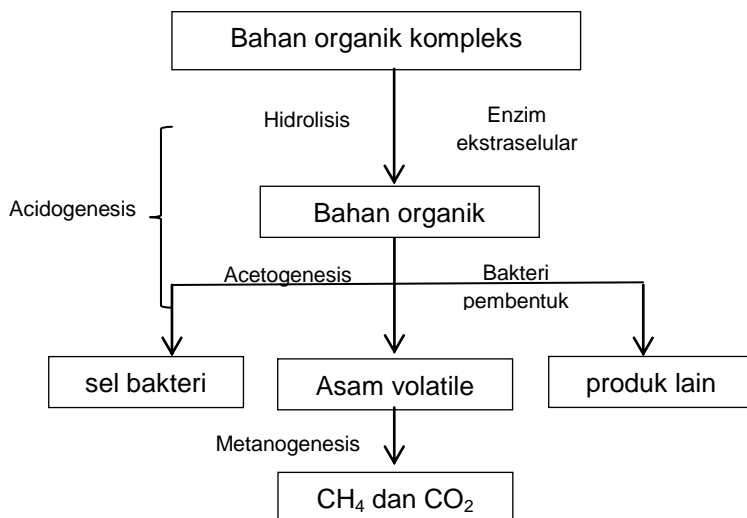 Bahan organik kompleks
Hidrolisis
Enzim
ekstraselular
Acidogenesis
Bahan organik
Acetogenesis
Bakteri
pembentuk
sel bakteri
Asam volatile
produk lain
Metanogenesis
CH₄ dan CO₂